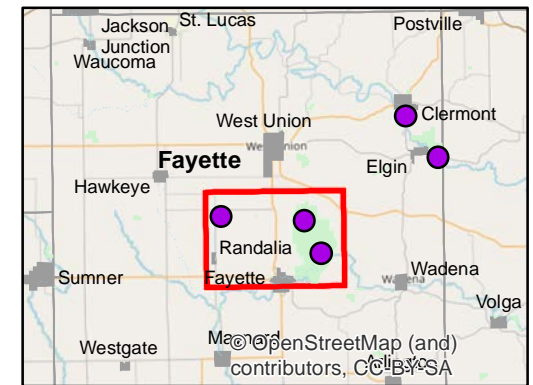 Jackson
Junction
St. Lucas
Postville
Waucoma
West Union
Clermont
Fayette
Elgin
Hawkeye
Randalia
Fayette
Wadena
Sumner
Volga
Westgate
Maynard
© OpenStreetMap (and)
contributors, CC-BY-SA